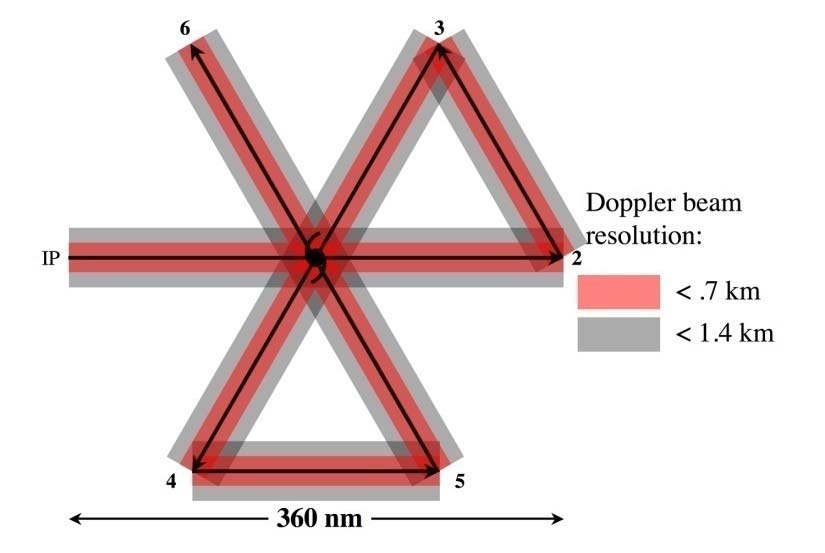 6
3
Doppler beam
resolution:
IP
2
< .7 km
< 1.4 km
4
5
360 nm